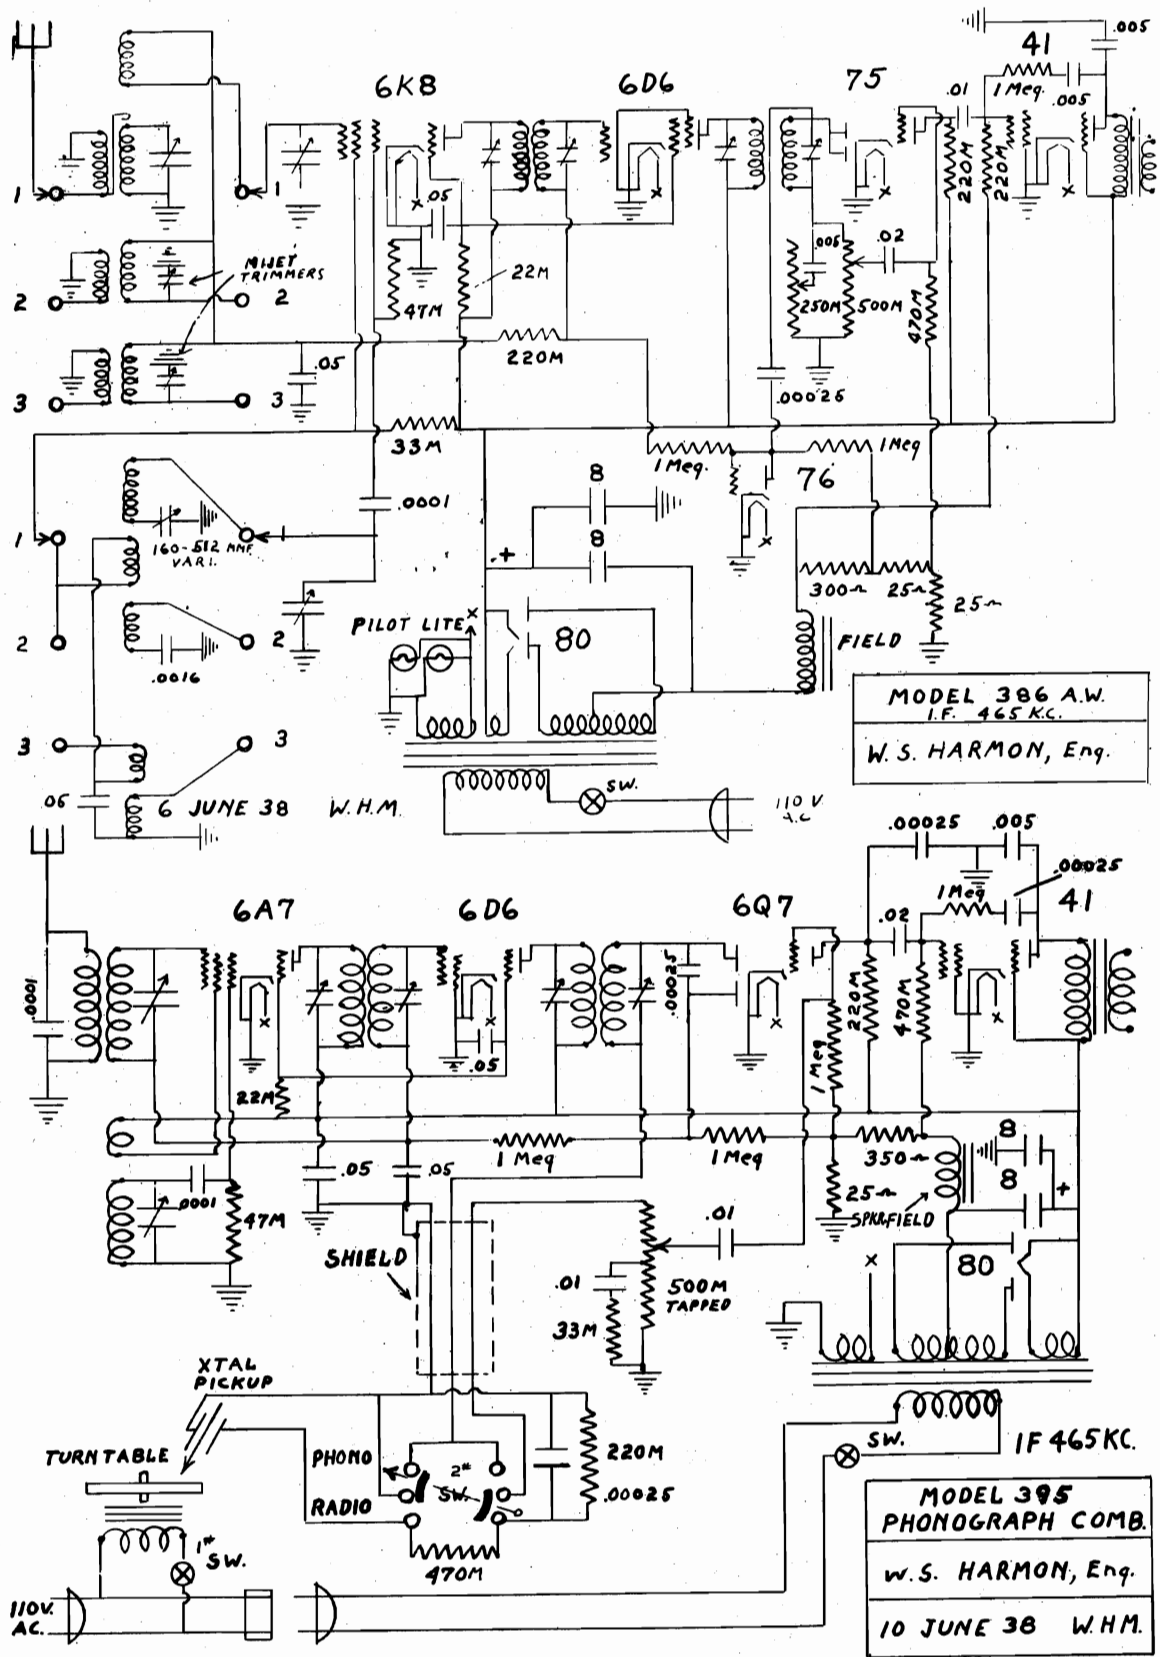 .005
41
1 Meg.
.005
6K8
6D6
75
.01
220M
220M
1
1
.05
MIJET
TRIMMERS
2
2
47M
22M
.005
.02
250M
500M
470M
220M
.05
3
3
.00025
33M
1 Meg.
1 Meg
76
.0001
8
8
+
1
1
160-512 MMF
VARI.
300~
25~
25~
2
2
.0016
PILOT LITE
X
80
FIELD
MODEL 386 A.W.
I.F. 465 K.C.
W. S. HARMON, Eng.
3
3
.05
6 JUNE 38 W.H.M.
SW.
110 V
A.C
.00025
.005
.00025
1 Meg
41
6A7
6D6
6Q7
.02
.0001
X
X
.00025
X
X
220M
470M
1 Meg
22M
.05
.05
.05
1 Meg
1 Meg
350~
25~
8
8
+
.0001
47M
SPKR. FIELD
.01
SHIELD
X
80
.01
500M
TAPPED
33M
XTAL
PICKUP
TURNTABLE
PHONO
2#
SW.
RADIO
220M
.00025
SW.
IF 465 KC.
1#
SW.
470M
110V.
AC.
MODEL 395
PHONOGRAPH COMB.
W.S. HARMON, Eng.
10 JUNE 38 W.H.M.